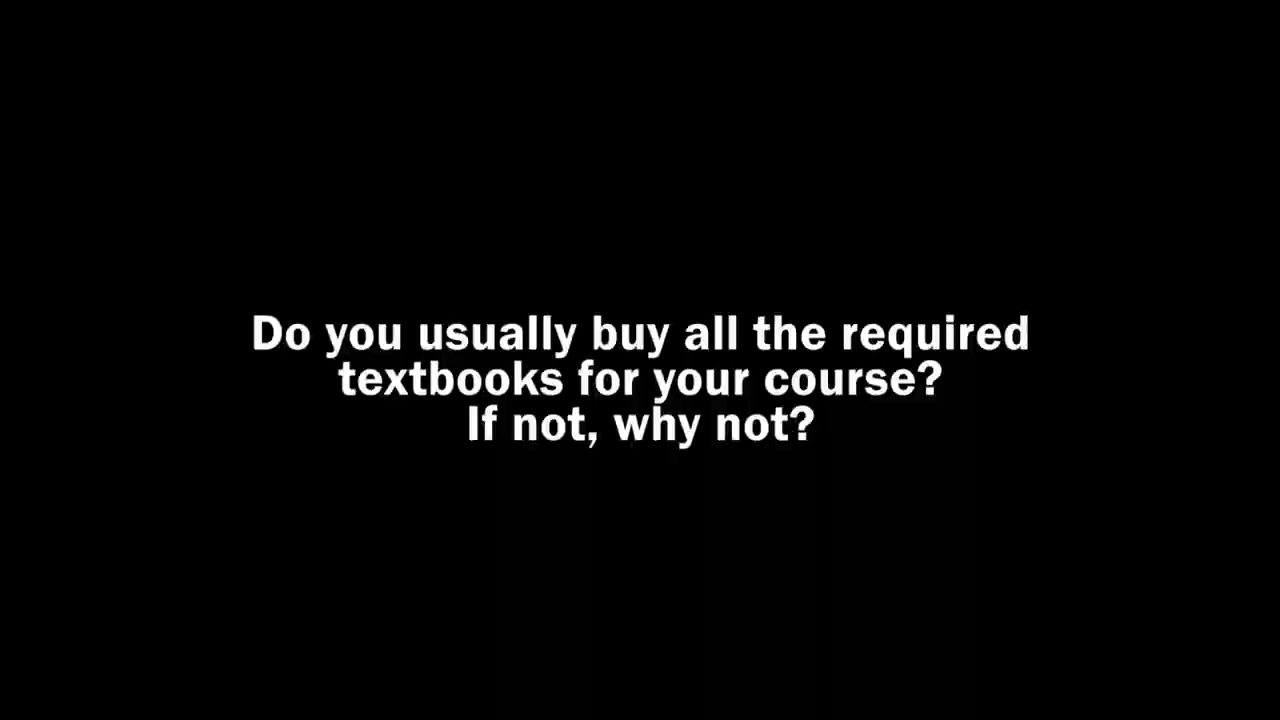 Do you usually buy all the required
textbooks for your course?
If not, why not?